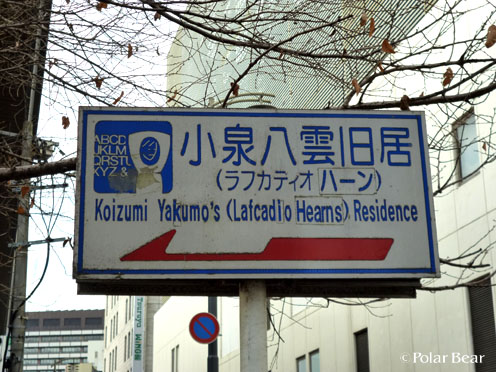 ABCD
IJKLM
QRSTU
XYZ &
小泉八雲旧居
(ラフカディオ ハーン)
Koizumi Yakumo's (Lafcadio Hearns) Residence
© Polar Bear